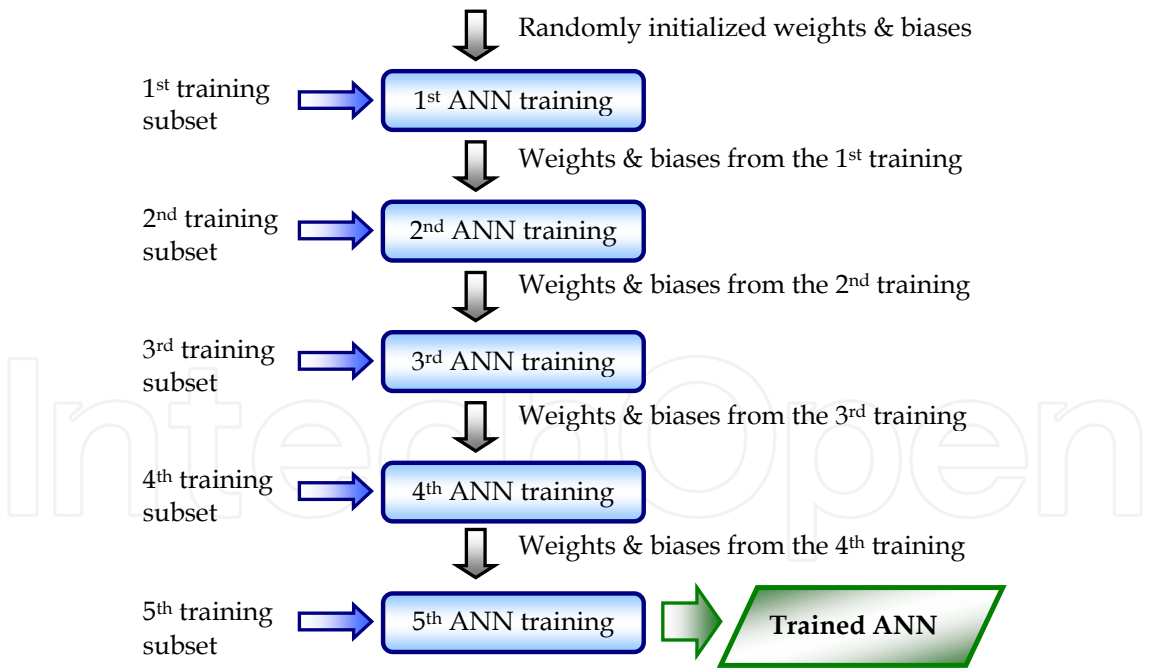 Randomly initialized weights & biases
1st training
subset
1st ANN training
Weights & biases from the 1st training
2nd training
subset
2nd ANN training
Weights & biases from the 2nd training
3rd training
subset
3rd ANN training
Weights & biases from the 3rd training
4th training
subset
4th ANN training
Weights & biases from the 4th training
5th training
subset
5th ANN training
Trained ANN
IntechOpen